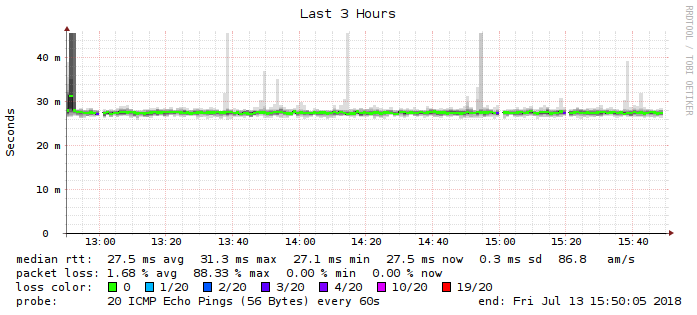 Last 3 Hours
RRDTOOL / TOBI OETIKER
Seconds
40 m
30 m
20 m
10 m
0
13:00 13:20 13:40 14:00 14:20 14:40 15:00 15:20 15:40
median rtt: 27.5 ms avg 31.3 ms max 27.1 ms min 27.5 ms now 0.3 ms sd 86.8 am/s
packet loss: 1.68 % avg 88.33 % max 0.00 % min 0.00 % now
loss color: 0 1/20 2/20 3/20 4/20 10/20 19/20
probe: 20 ICMP Echo Pings (56 Bytes) every 60s end: Fri Jul 13 15:50:05 2018